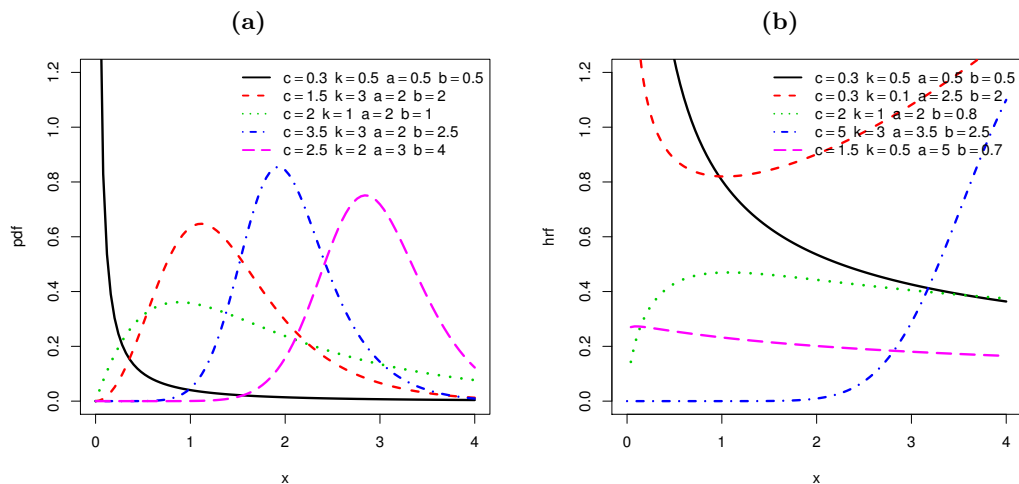 (a)
c=0.3 k=0.5 a=0.5 b=0.5
c=1.5 k=3 a=2 b=2
c=2 k=1 a=2 b=1
c=3.5 k=3 a=2 b=2.5
c=2.5 k=2 a=3 b=4
pdf
1.2
1.0
0.8
0.6
0.4
0.2
0.0
0 1 2 3 4
x
(b)
c=0.3 k=0.5 a=0.5 b=0.5
c=0.3 k=0.1 a=2.5 b=2
c=2 k=1 a=2 b=0.8
c=5 k=3 a=3.5 b=2.5
c=1.5 k=0.5 a=5 b=0.7
hrf
1.2
1.0
0.8
0.6
0.4
0.2
0.0
0 1 2 3 4
x